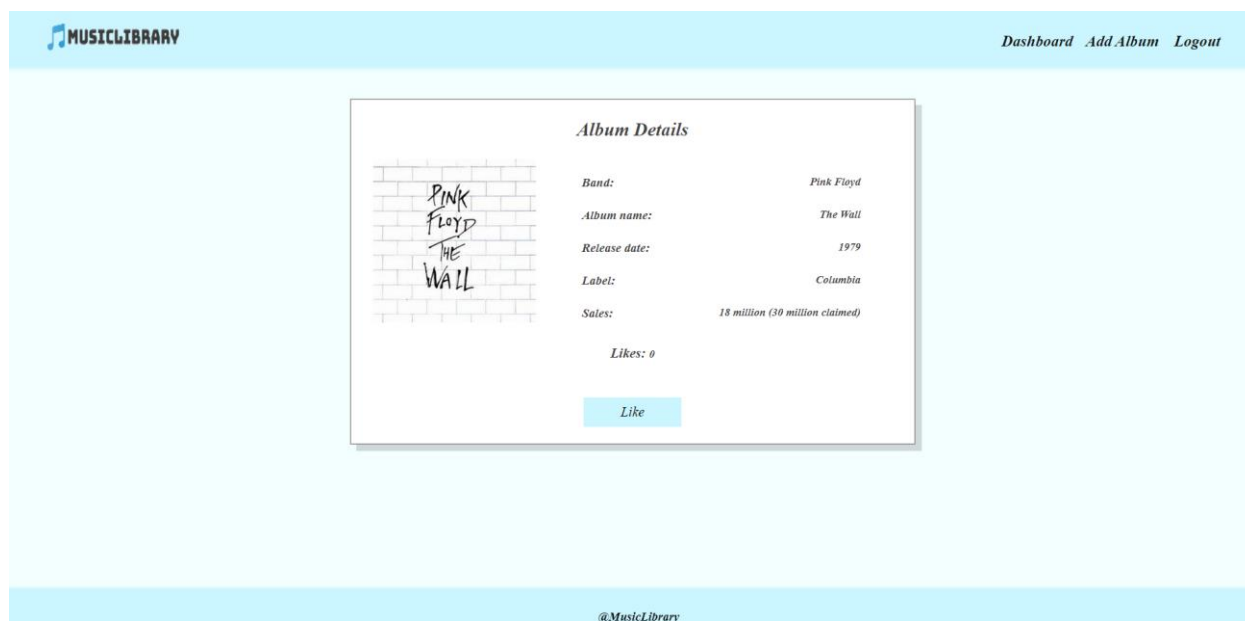 MUSICLIBRARY
Dashboard Add Album Logout
Album Details
PINK
FLOYD
THE
WALL
Band: Pink Floyd
Album name: The Wall
Release date: 1979
Label: Columbia
Sales: 18 million (30 million claimed)
Likes: 0
Like
@MusicLibrary